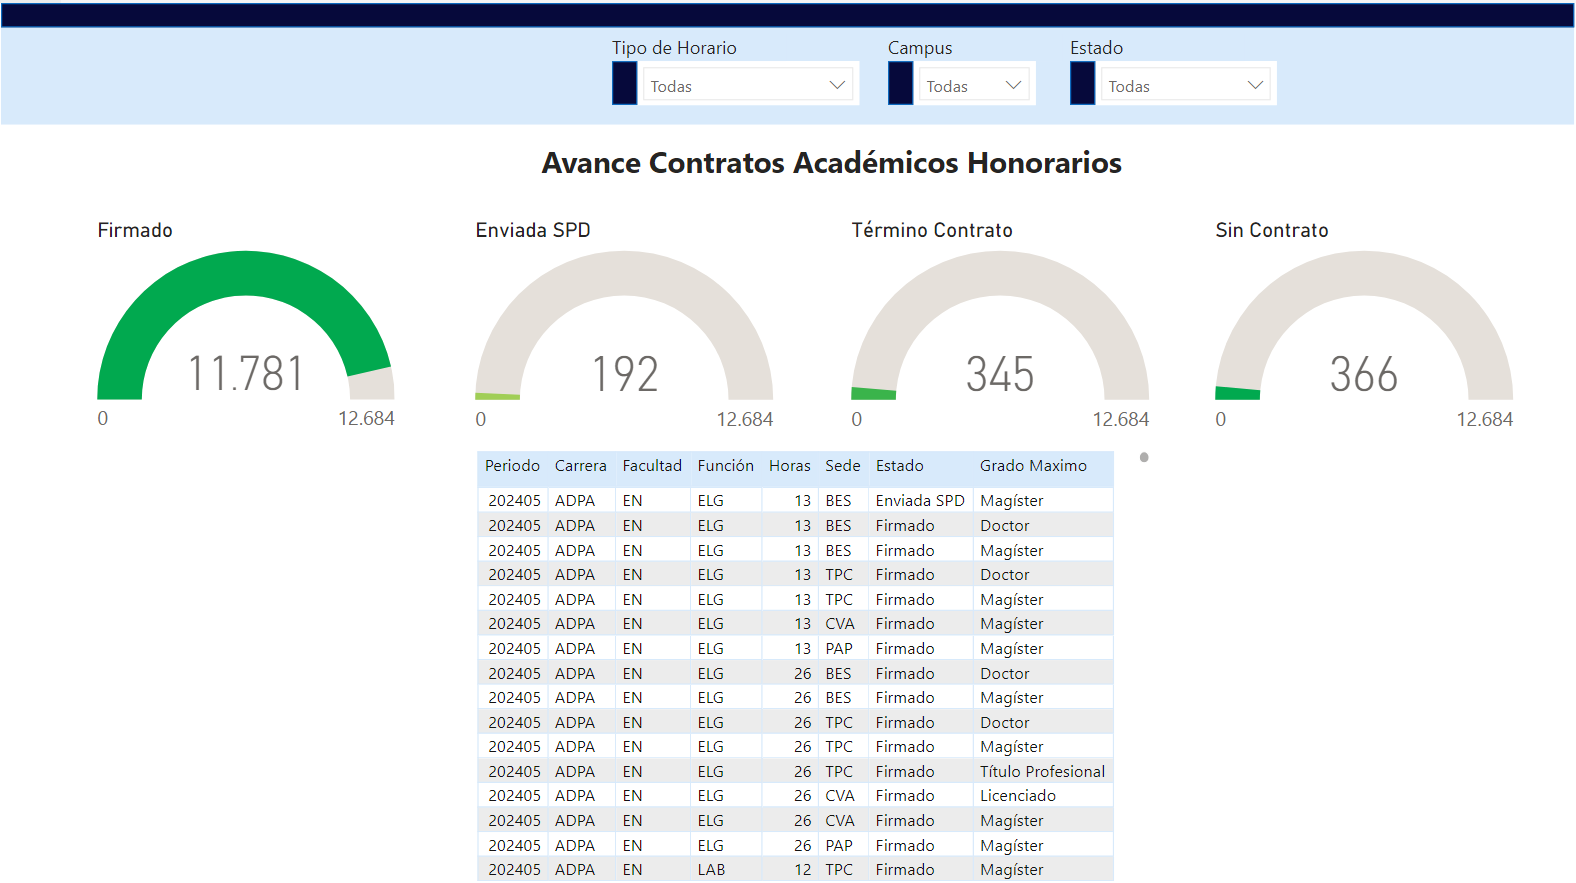 Tipo de Horario Campus Estado
Todas Todas Todas
Avance Contratos Académicos Honorarios
Firmado Enviada SPD Término Contrato Sin Contrato
11.781 192 345 366
0 12.684 0 12.684 0 12.684 0 12.684
Periodo Carrera Facultad Función Horas Sede Estado Grado Maximo
202405 ADPA EN ELG 13 BES Enviada SPD Magíster
202405 ADPA EN ELG 13 BES Firmado Doctor
202405 ADPA EN ELG 13 BES Firmado Magíster
202405 ADPA EN ELG 13 TPC Firmado Doctor
202405 ADPA EN ELG 13 TPC Firmado Magíster
202405 ADPA EN ELG 13 CVA Firmado Magíster
202405 ADPA EN ELG 13 PAP Firmado Magíster
202405 ADPA EN ELG 26 BES Firmado Doctor
202405 ADPA EN ELG 26 BES Firmado Magíster
202405 ADPA EN ELG 26 TPC Firmado Doctor
202405 ADPA EN ELG 26 TPC Firmado Magíster
202405 ADPA EN ELG 26 TPC Firmado Título Profesional
202405 ADPA EN ELG 26 CVA Firmado Licenciado
202405 ADPA EN ELG 26 CVA Firmado Magíster
202405 ADPA EN ELG 26 PAP Firmado Magíster
202405 ADPA EN LAB 12 TPC Firmado Magíster